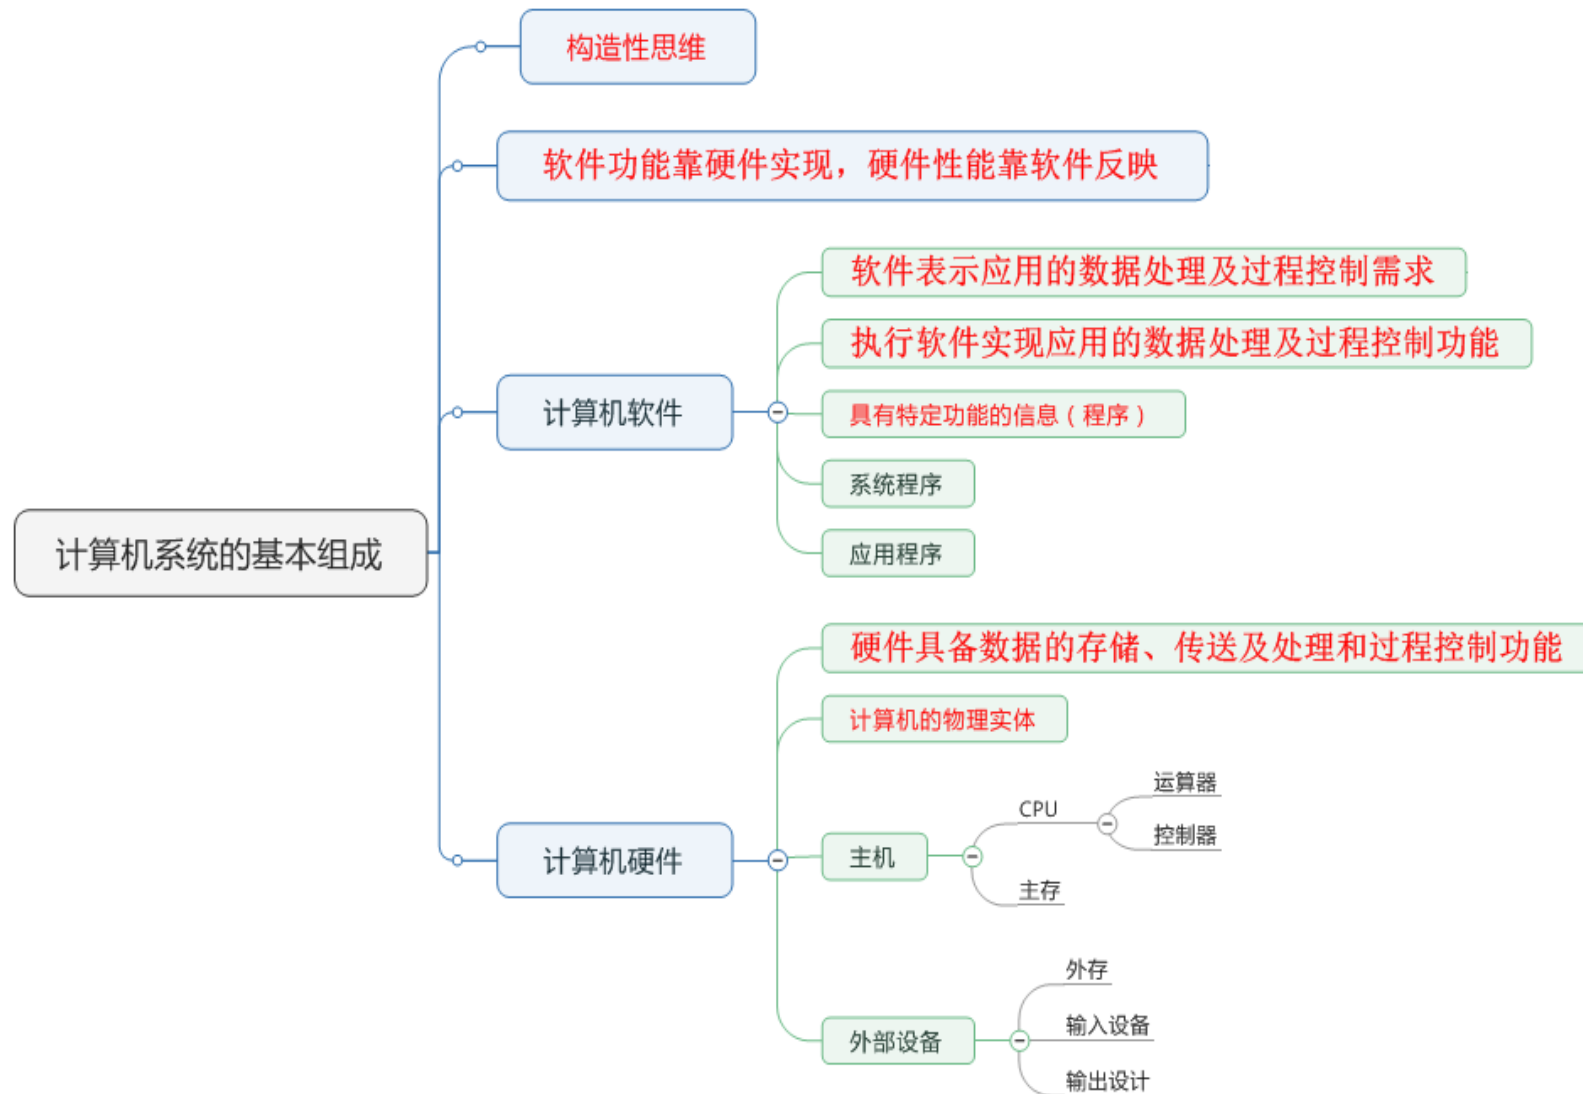 构造性思维
软件功能靠硬件实现，硬件性能靠软件反映
软件表示应用的数据处理及过程控制需求
执行软件实现应用的数据处理及过程控制功能
计算机软件
具有特定功能的信息（程序）
系统程序
应用程序
计算机系统的基本组成
硬件具备数据的存储、传送及处理和过程控制功能
计算机的物理实体
计算机硬件
主机
CPU
运算器
控制器
主存
外部设备
外存
输入设备
输出设计